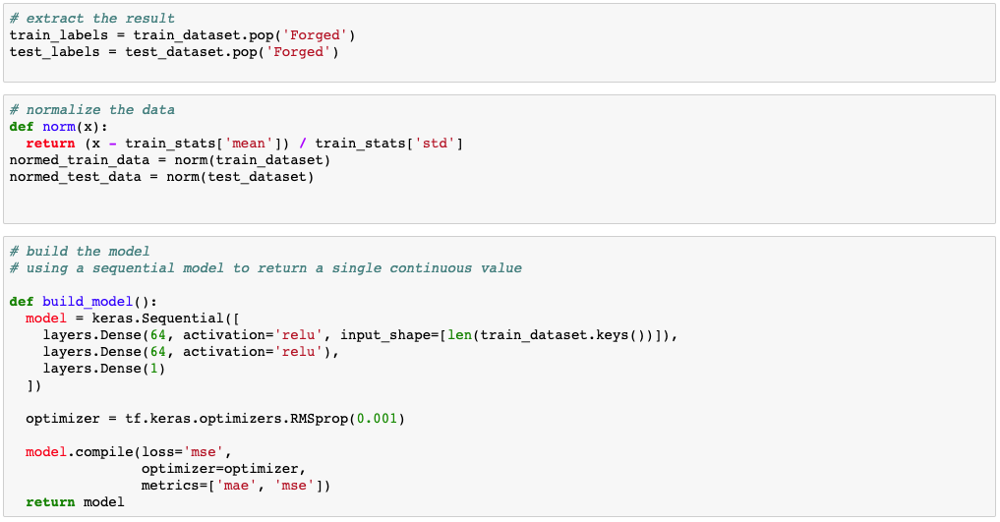 # extract the result
train_labels = train_dataset.pop('Forged')
test_labels = test_dataset.pop('Forged')
# normalize the data
def norm(x):
  return (x - train_stats['mean']) / train_stats['std']
normed_train_data = norm(train_dataset)
normed_test_data = norm(test_dataset)
# build the model
# using a sequential model to return a single continuous value
def build_model():
  model = keras.Sequential([
    layers.Dense(64, activation='relu', input_shape=[len(train_dataset.keys())]),
    layers.Dense(64, activation='relu'),
    layers.Dense(1)
  ])
  optimizer = tf.keras.optimizers.RMSprop(0.001)
  model.compile(loss='mse',
                optimizer=optimizer,
                metrics=['mae', 'mse'])
  return model